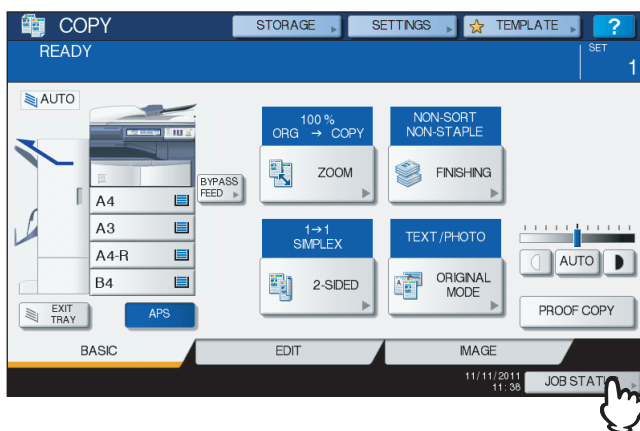 COPY
STORAGE
SETTINGS
TEMPLATE
?
READY
SET
1
AUTO
100 %
ORG → COPY
NON-SORT
NON-STAPLE
ZOOM
FINISHING
BYPASS
FEED
A4
A3
A4-R
B4
1→1
SIMPLEX
TEXT/PHOTO
2-SIDED
ORIGINAL
MODE
AUTO
EXIT
TRAY
APS
PROOF COPY
BASIC
EDIT
IMAGE
11/11/2011
11:38
JOB STAT